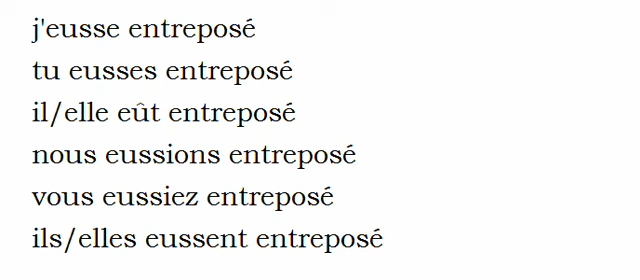 j'eusse entreposé
tu eusses entreposé
il/elle eût entreposé
nous eussions entreposé
vous eussiez entreposé
ils/elles eussent entreposé